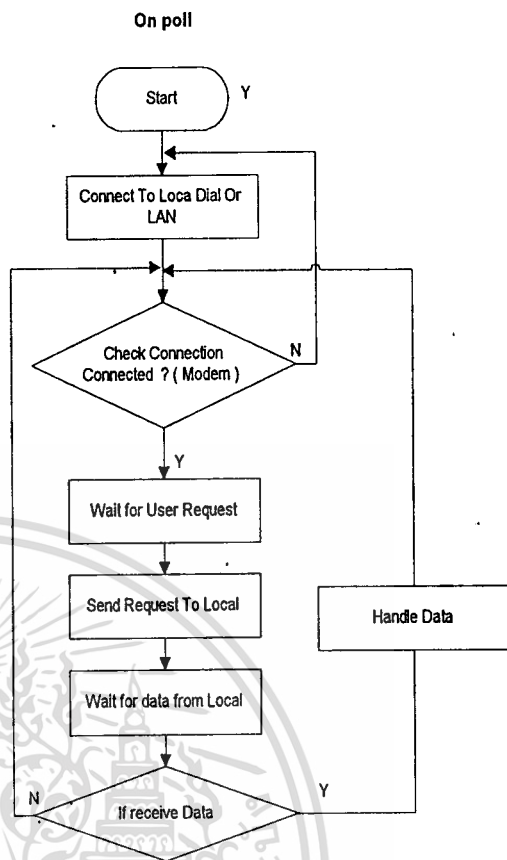 On poll
Start
Y
Connect To Loca Dial Or
LAN
Check Connection
Connected ? ( Modem )
N
Y
Wait for User Request
Send Request To Local
Handle Data
Wait for data from Local
N
If receive Data
Y